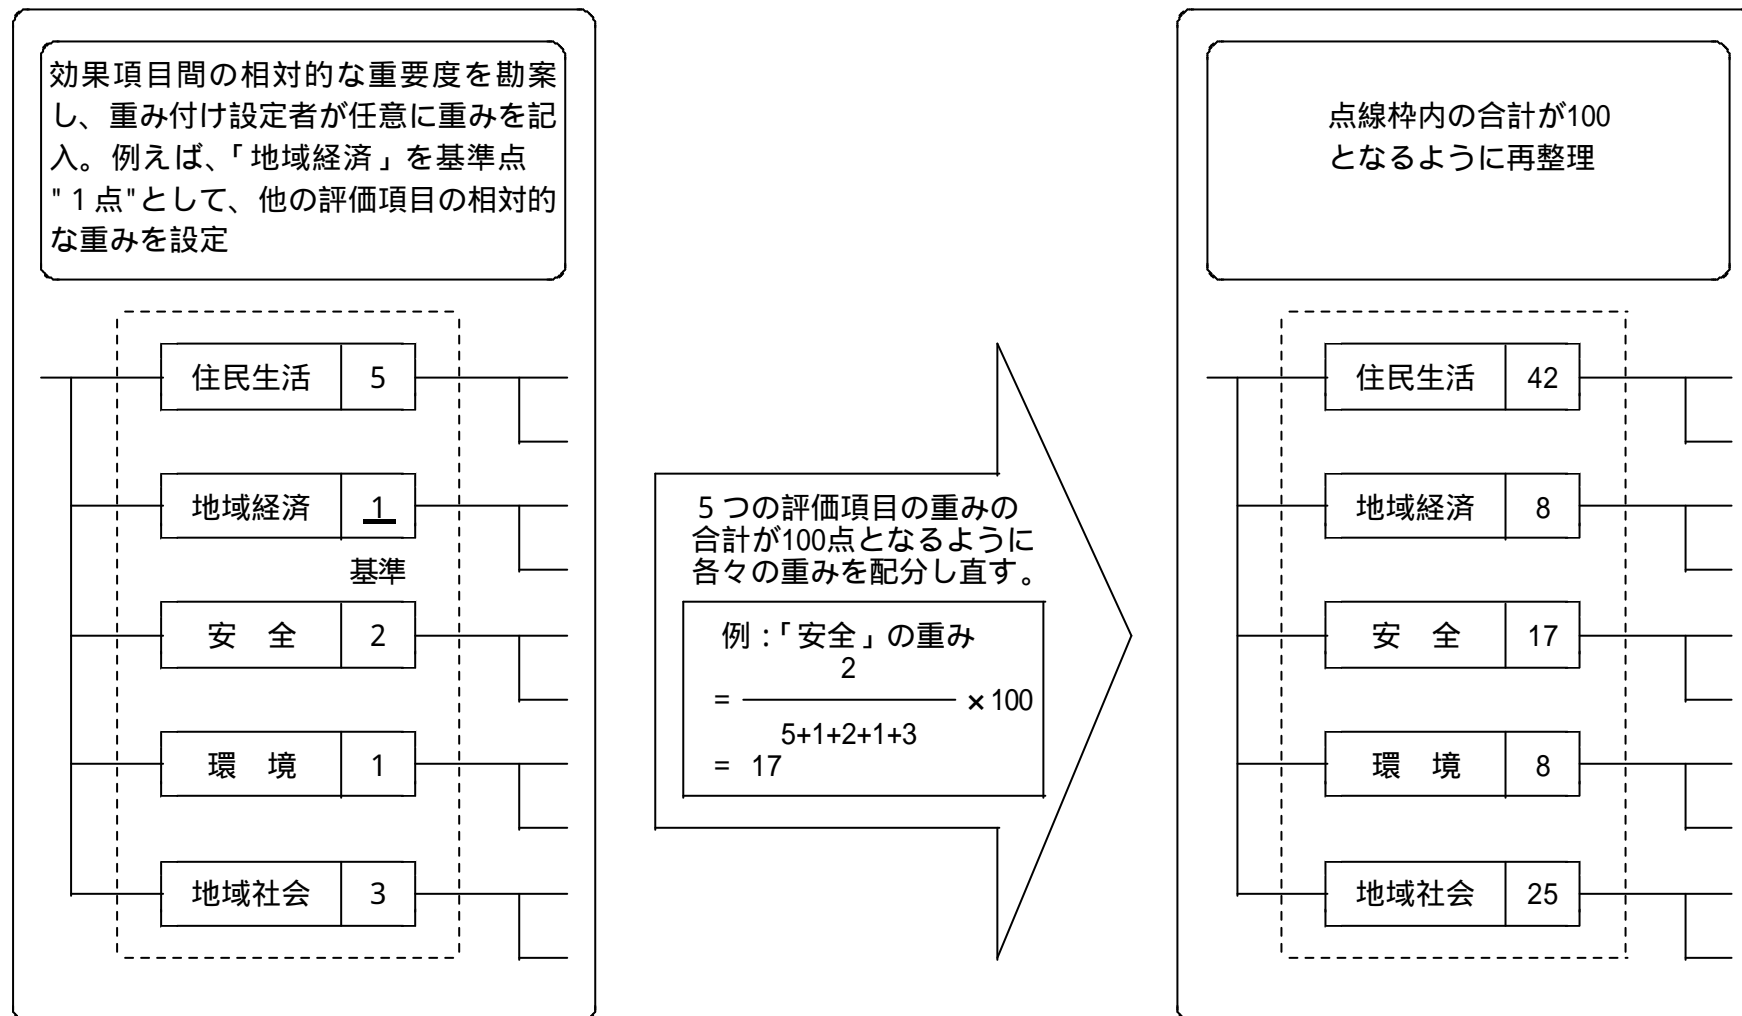 効果項目間の相対的な重要度を勘案
し、重み付け設定者が任意に重みを記
入。例えば、「地域経済」を基準点
"１点"として、他の評価項目の相対的
な重みを設定
住民生活 5
地域経済 1
基準
安　全 2
環　境 1
地域社会 3
５つの評価項目の重みの
合計が100点となるように
各々の重みを配分し直す。
例：「安全」の重み
2
= ―――― ×100
5+1+2+1+3
= 17
点線枠内の合計が100
となるように再整理
住民生活 42
地域経済 8
安　全 17
環　境 8
地域社会 25